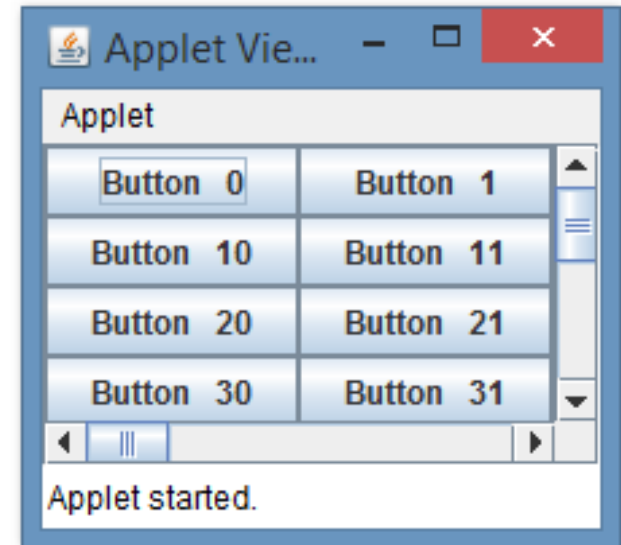 Applet Vie...
Applet
Button 0 Button 1
Button 10 Button 11
Button 20 Button 21
Button 30 Button 31
Applet started.